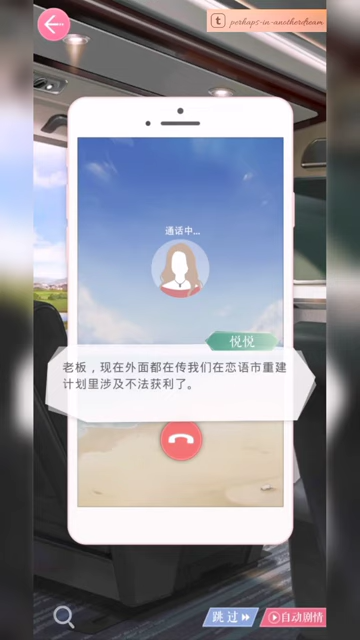 t perhaps-in-anotherdream
通话中...
悦悦
老板，现在外面都在传我们在恋语市重建
计划里涉及不法获利了。
跳过
自动剧情